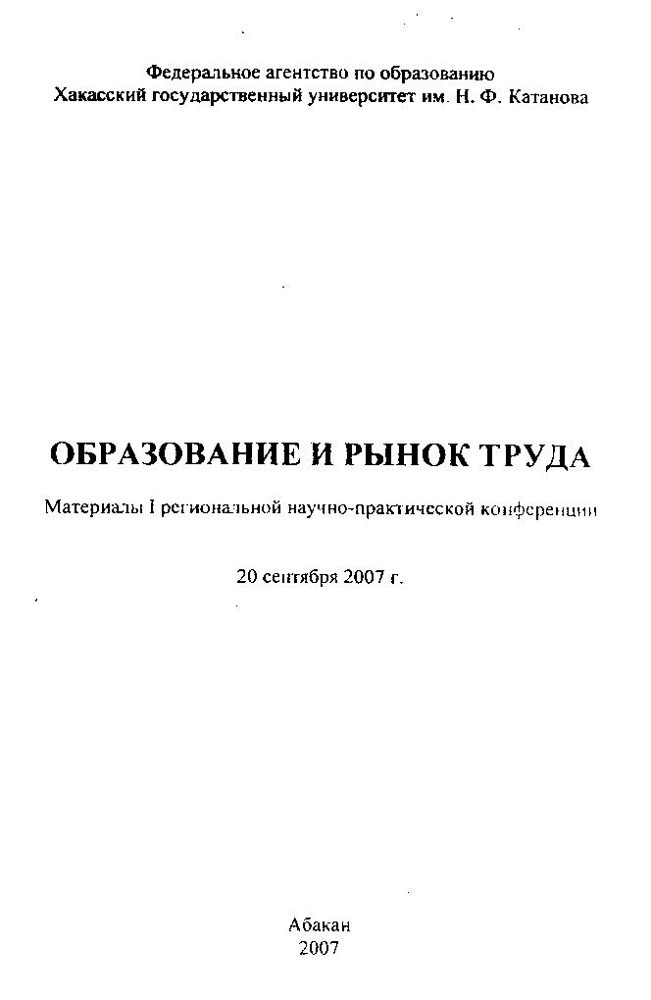 Федеральное агентство по образованию
Хакасский государственный университет им. Н. Ф. Катанова
ОБРАЗОВАНИЕ И РЫНОК ТРУДА
Материалы I региональной научно-практической конференции
20 сентября 2007 г.
Абакан
2007